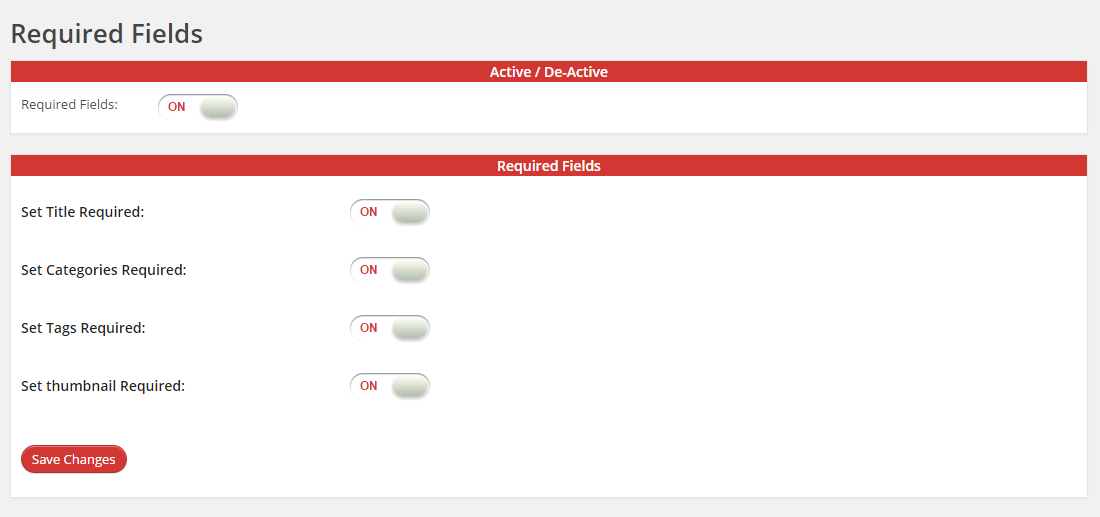 Required Fields
Active / De-Active
Required Fields: ON
Required Fields
Set Title Required: ON
Set Categories Required: ON
Set Tags Required: ON
Set thumbnail Required: ON
Save Changes